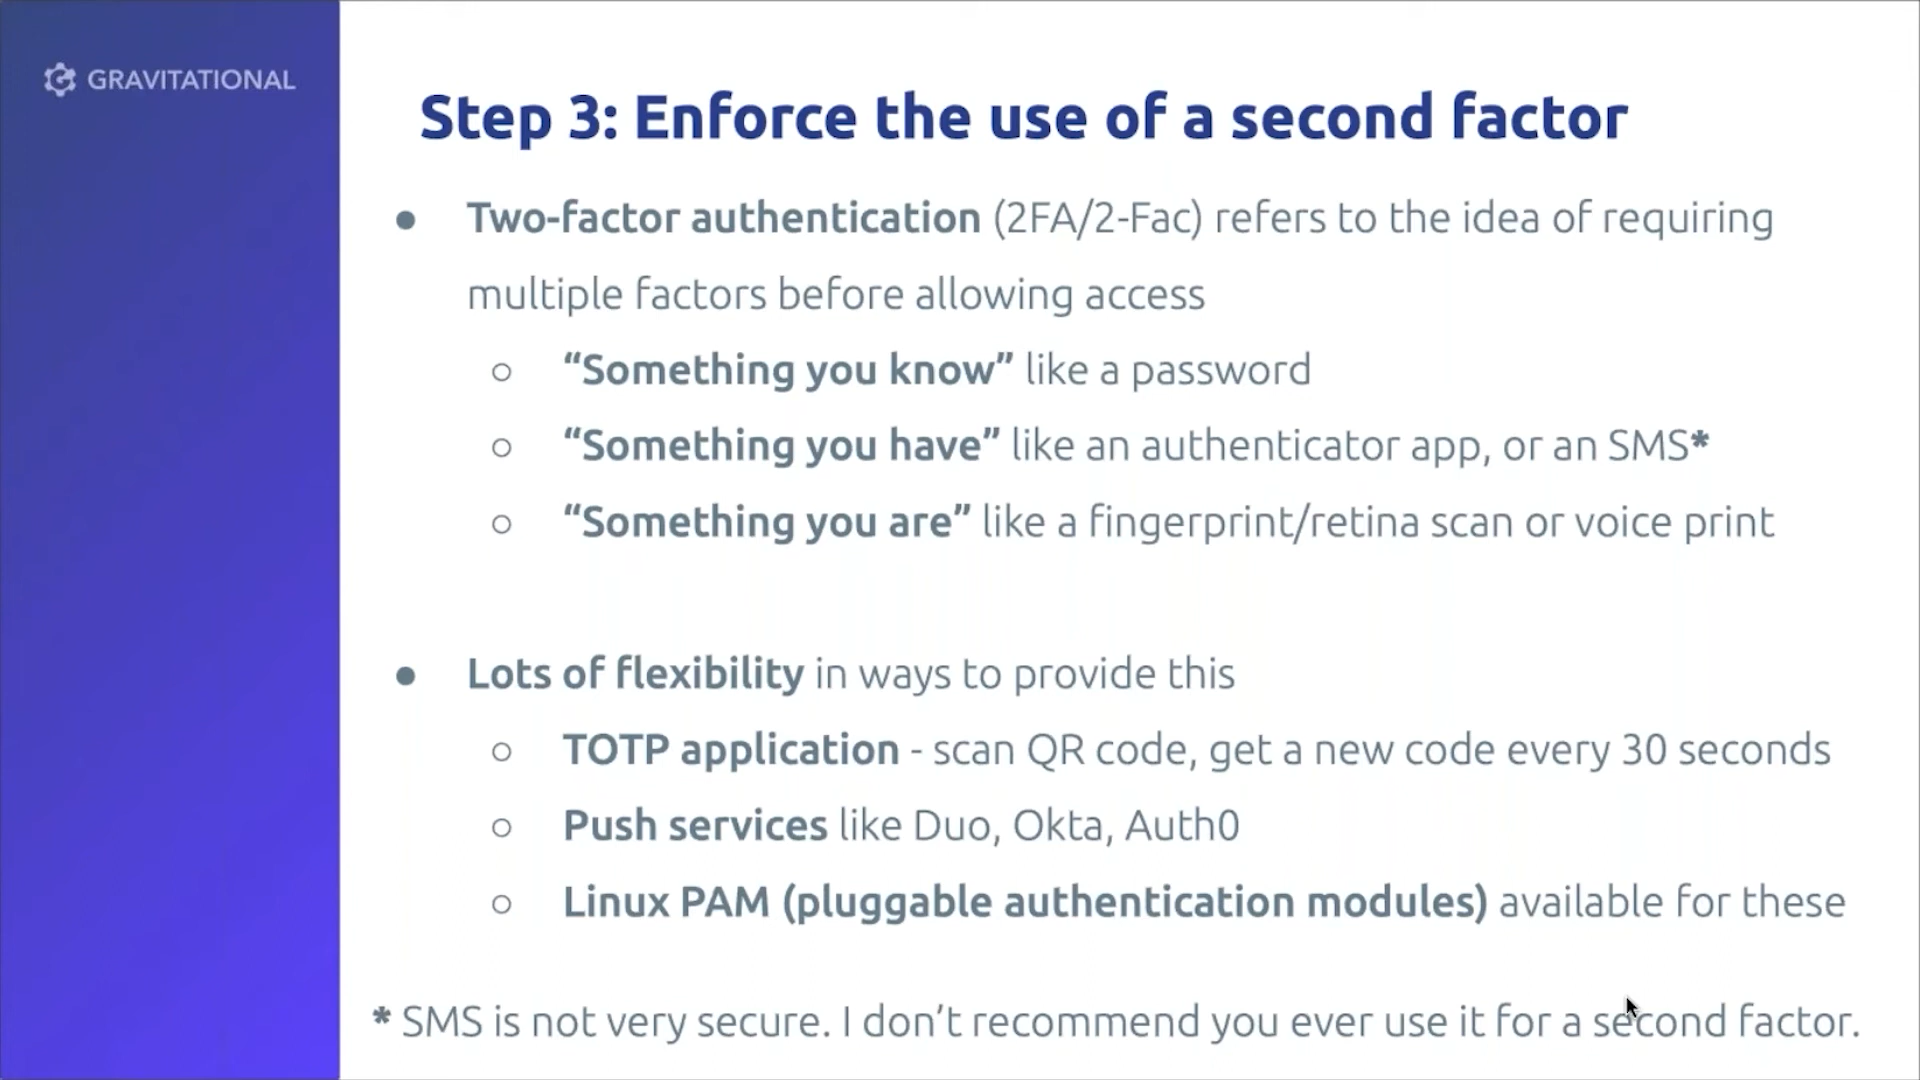 GRAVITATIONAL
Step 3: Enforce the use of a second factor
● Two-factor authentication (2FA/2-Fac) refers to the idea of requiring
multiple factors before allowing access
○ “Something you know” like a password
○ “Something you have” like an authenticator app, or an SMS*
○ “Something you are” like a fingerprint/retina scan or voice print
● Lots of flexibility in ways to provide this
○ TOTP application - scan QR code, get a new code every 30 seconds
○ Push services like Duo, Okta, Auth0
○ Linux PAM (pluggable authentication modules) available for these
* SMS is not very secure. I don’t recommend you ever use it for a second factor.